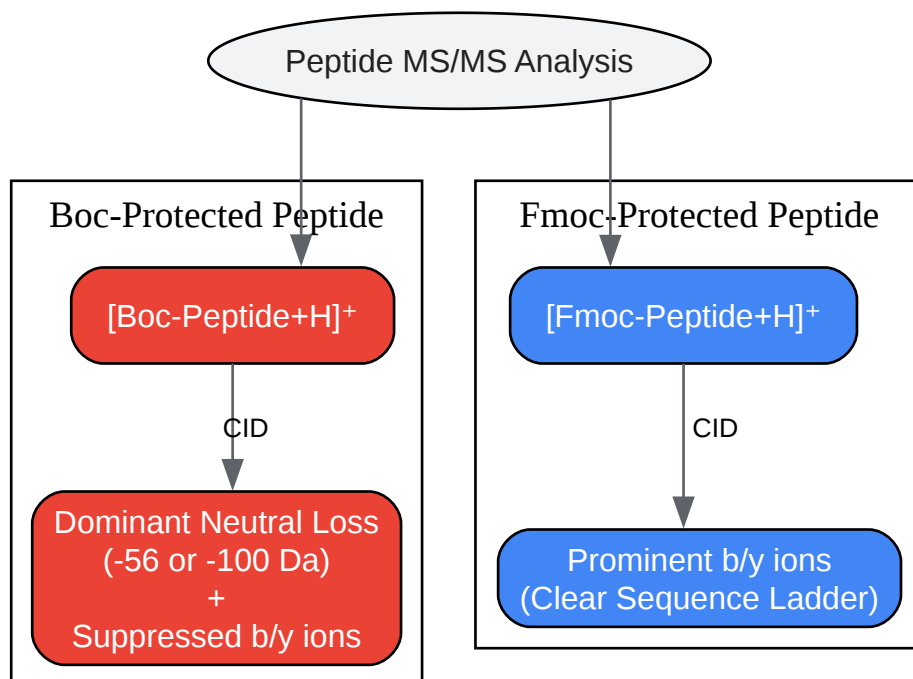 Peptide MS/MS Analysis
Boc-Protected Peptide
[Boc-Peptide+H]⁺
CID
Dominant Neutral Loss
(-56 or -100 Da)
+
Suppressed b/y ions
Fmoc-Protected Peptide
[Fmoc-Peptide+H]⁺
CID
Prominent b/y ions
(Clear Sequence Ladder)